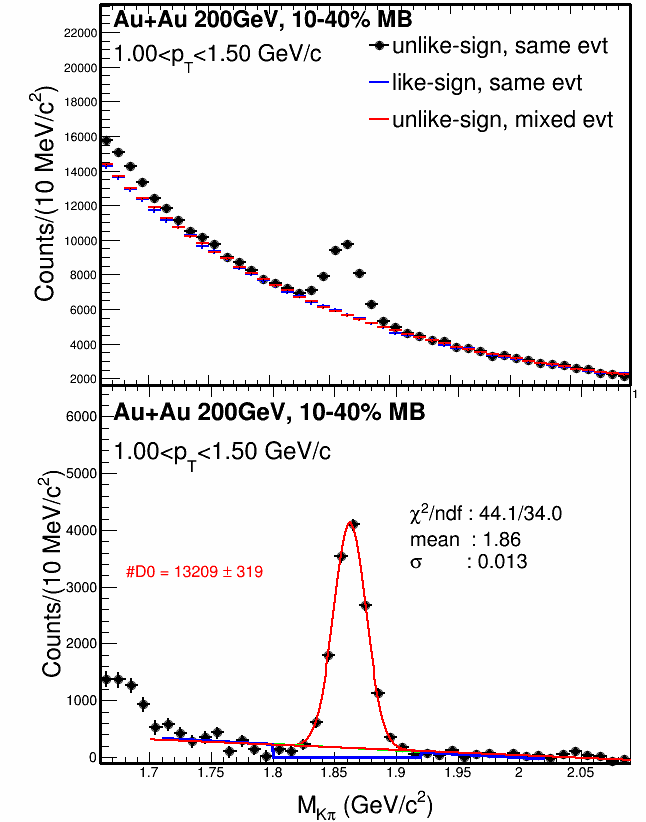 Au+Au 200GeV, 10-40% MB
1.00<p_T<1.50 GeV/c
unlike-sign, same evt
like-sign, same evt
unlike-sign, mixed evt
Counts/(10 MeV/c²)
22000
20000
18000
16000
14000
12000
10000
8000
6000
4000
2000
1
Au+Au 200GeV, 10-40% MB
1.00<p_T<1.50 GeV/c
χ²/ndf : 44.1/34.0
mean : 1.86
σ : 0.013
#D0 = 13209 ± 319
Counts/(10 MeV/c²)
6000
5000
4000
3000
2000
1000
0
1.7 1.75 1.8 1.85 1.9 1.95 2 2.05
M_Kπ (GeV/c²)